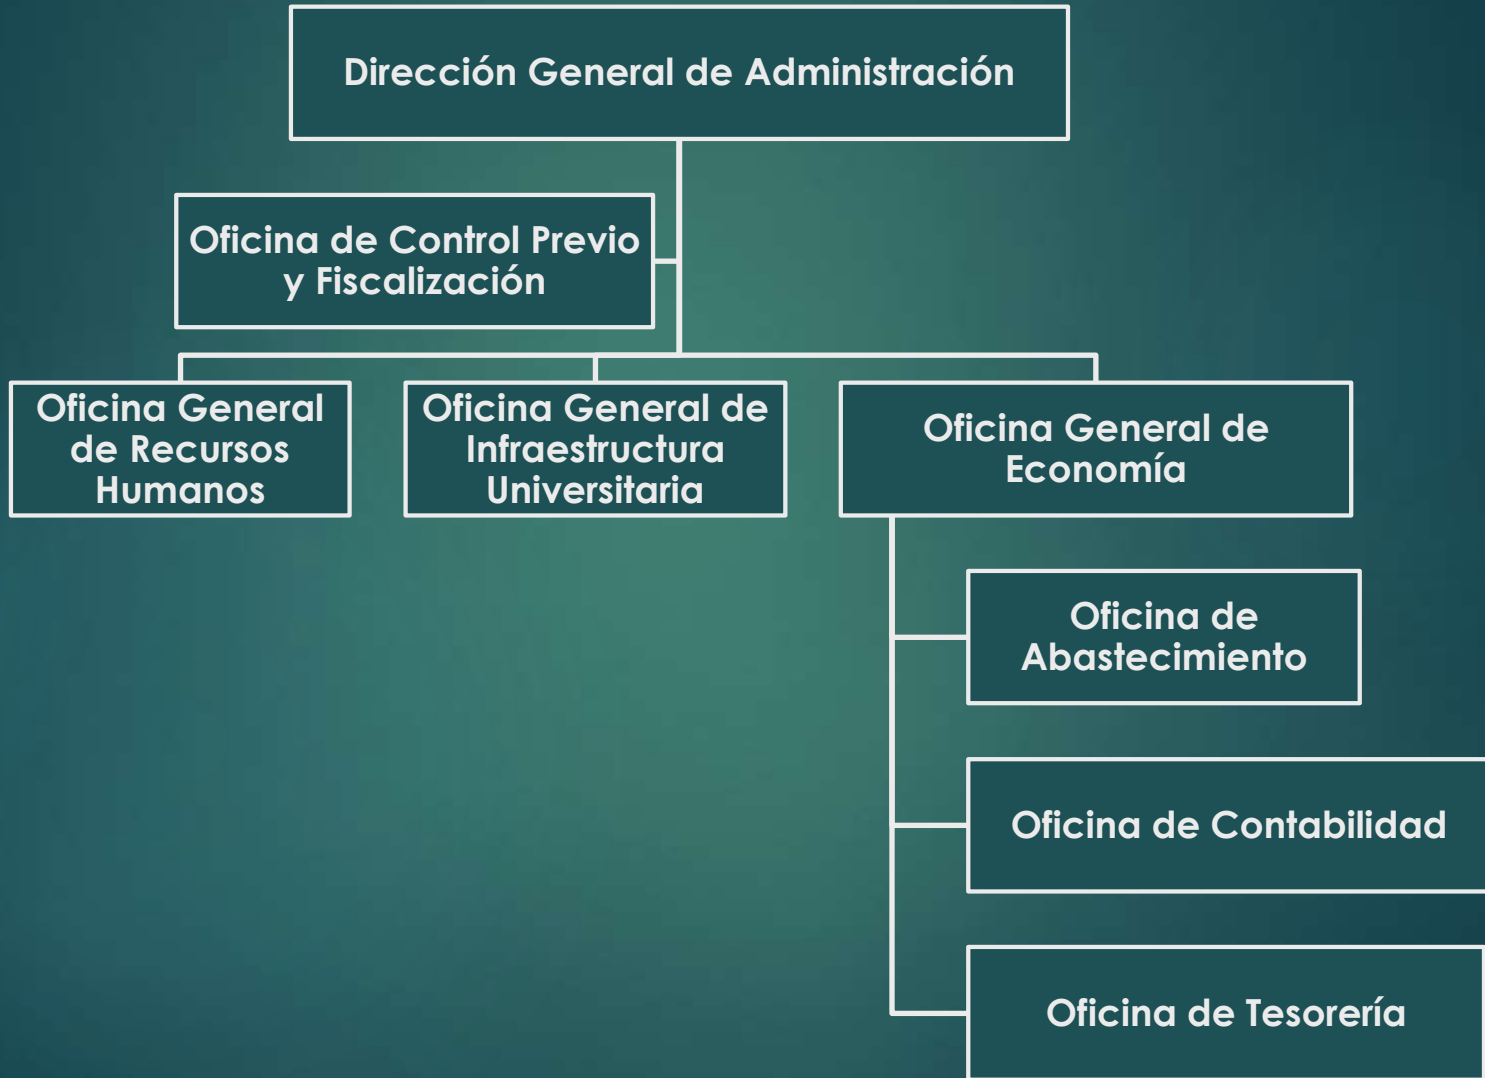 Dirección General de Administración
Oficina de Control Previo
y Fiscalización
Oficina General
de Recursos
Humanos
Oficina General de
Infraestructura
Universitaria
Oficina General de
Economía
Oficina de
Abastecimiento
Oficina de Contabilidad
Oficina de Tesorería